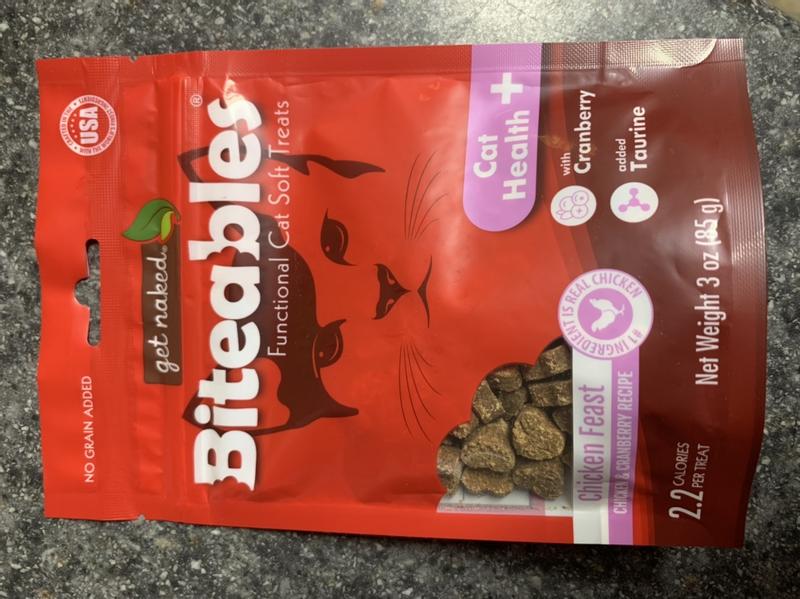 NO GRAIN ADDED
USA
get naked®
Biteables®
Functional Cat Soft Treats
Cat
Health +
with
Cranberry
added
Taurine
#1 INGREDIENT IS REAL CHICKEN
Chicken Feast
CHICKEN & CRANBERRY RECIPE
2.2 CALORIES
PER TREAT
Net Weight 3 oz (85 g)